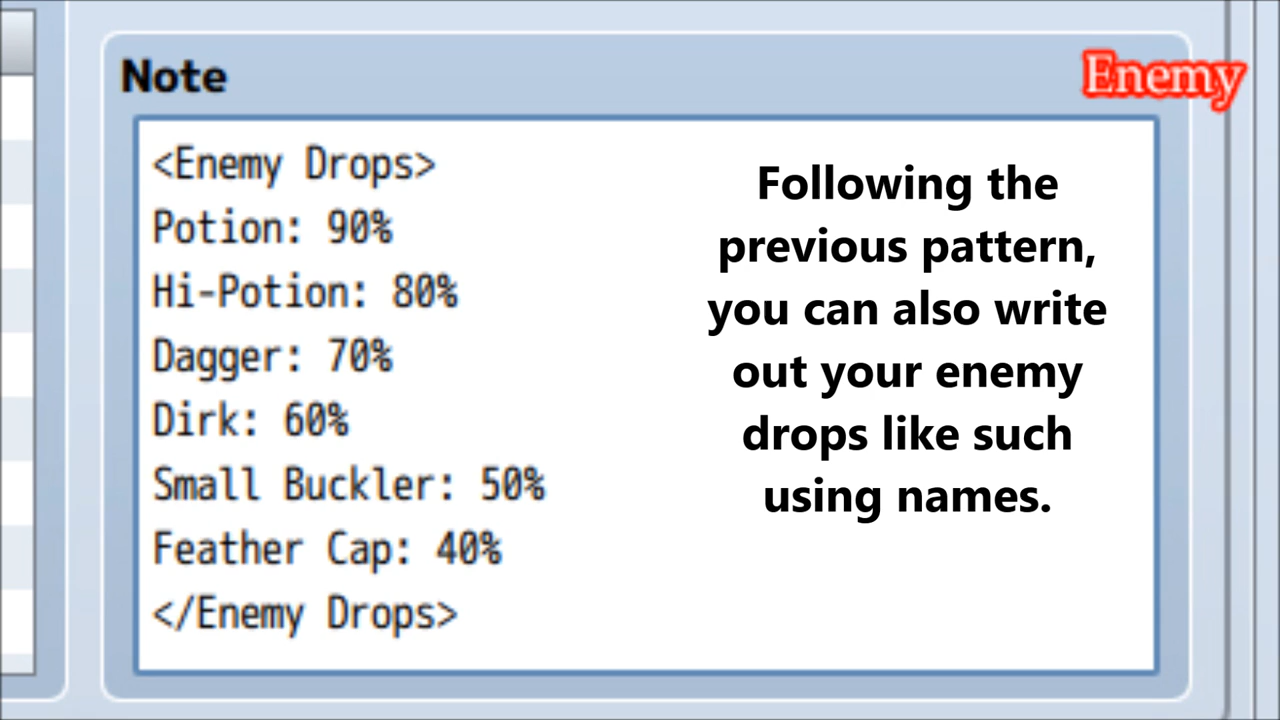 Note
Enemy
<Enemy Drops>
Potion: 90%
Hi-Potion: 80%
Dagger: 70%
Dirk: 60%
Small Buckler: 50%
Feather Cap: 40%
</Enemy Drops>
Following the
previous pattern,
you can also write
out your enemy
drops like such
using names.